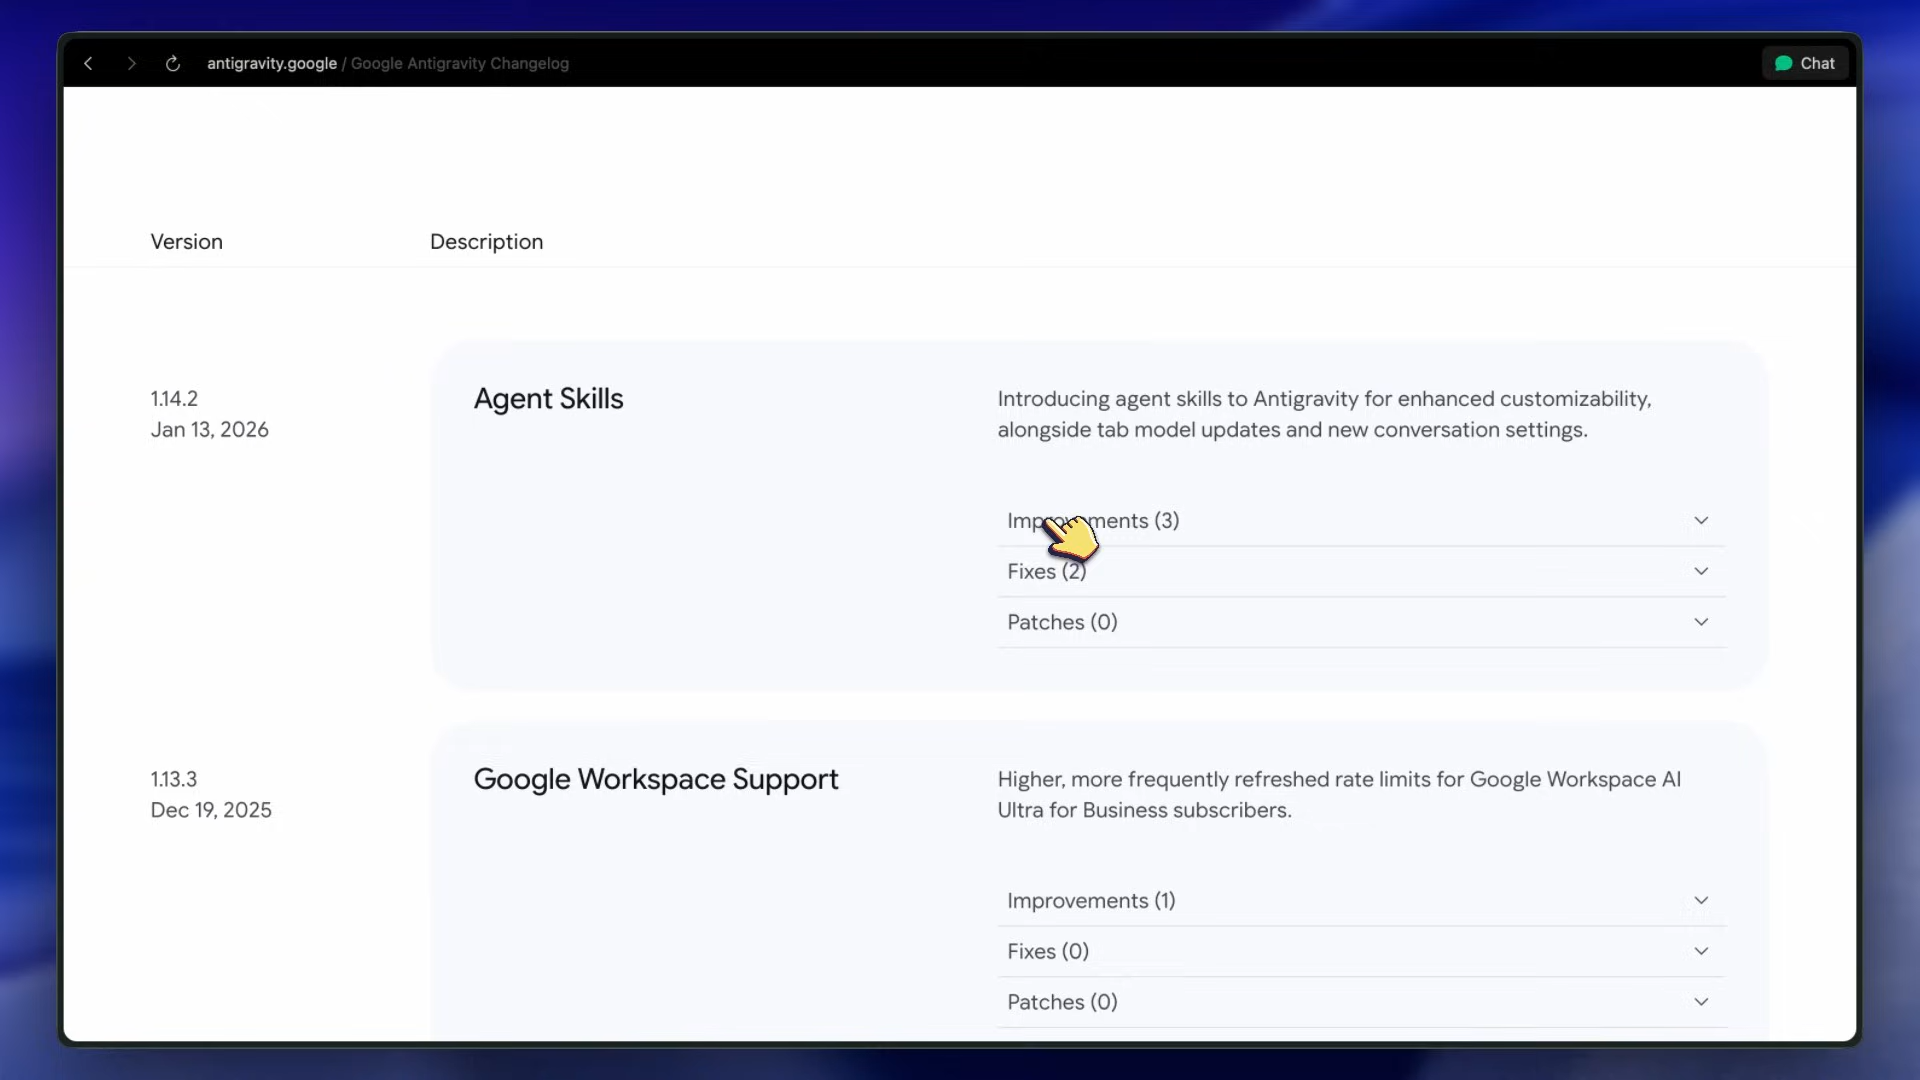 antigravity.google / Google Antigravity Changelog
Chat
Version
Description
1.14.2
Jan 13, 2026
Agent Skills
Introducing agent skills to Antigravity for enhanced customizability,
alongside tab model updates and new conversation settings.
Improvements (3)
Fixes (2)
Patches (0)
1.13.3
Dec 19, 2025
Google Workspace Support
Higher, more frequently refreshed rate limits for Google Workspace AI
Ultra for Business subscribers.
Improvements (1)
Fixes (0)
Patches (0)